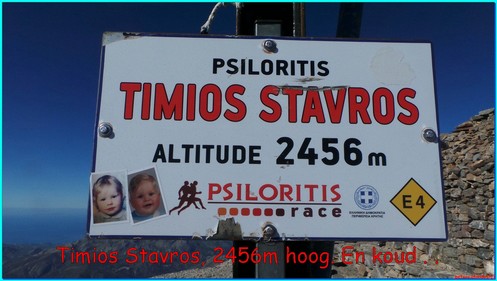 PSILORITIS
TIMIOS STAVROS
ALTITUDE 2456m
PSILORITIS
race
E4
Timios Stavros. 2456m hoog. En koud . .